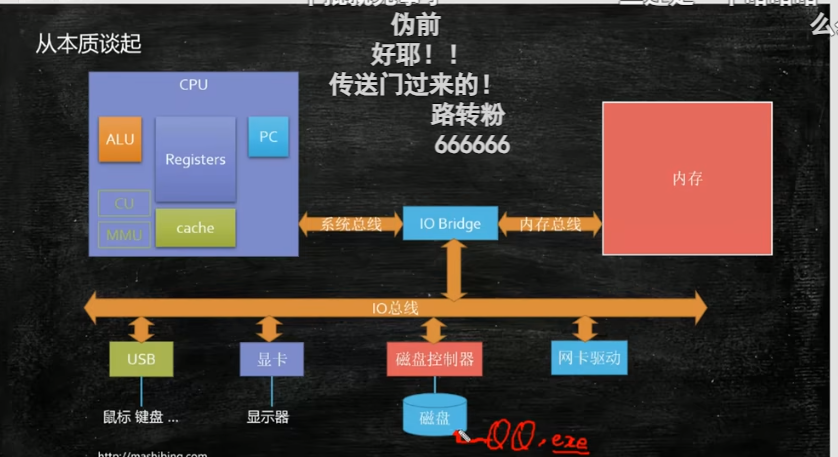 伪前
从本质谈起
好耶！！
传送门过来的！
路转粉
666666
CPU
ALU
Registers
PC
CU
cache
MMU
系统总线
IO Bridge
内存总线
内存
IO总线
USB
显卡
磁盘控制器
网卡驱动
鼠标 键盘 ...
显示器
磁盘
QQ.exe
http://mashibing.com